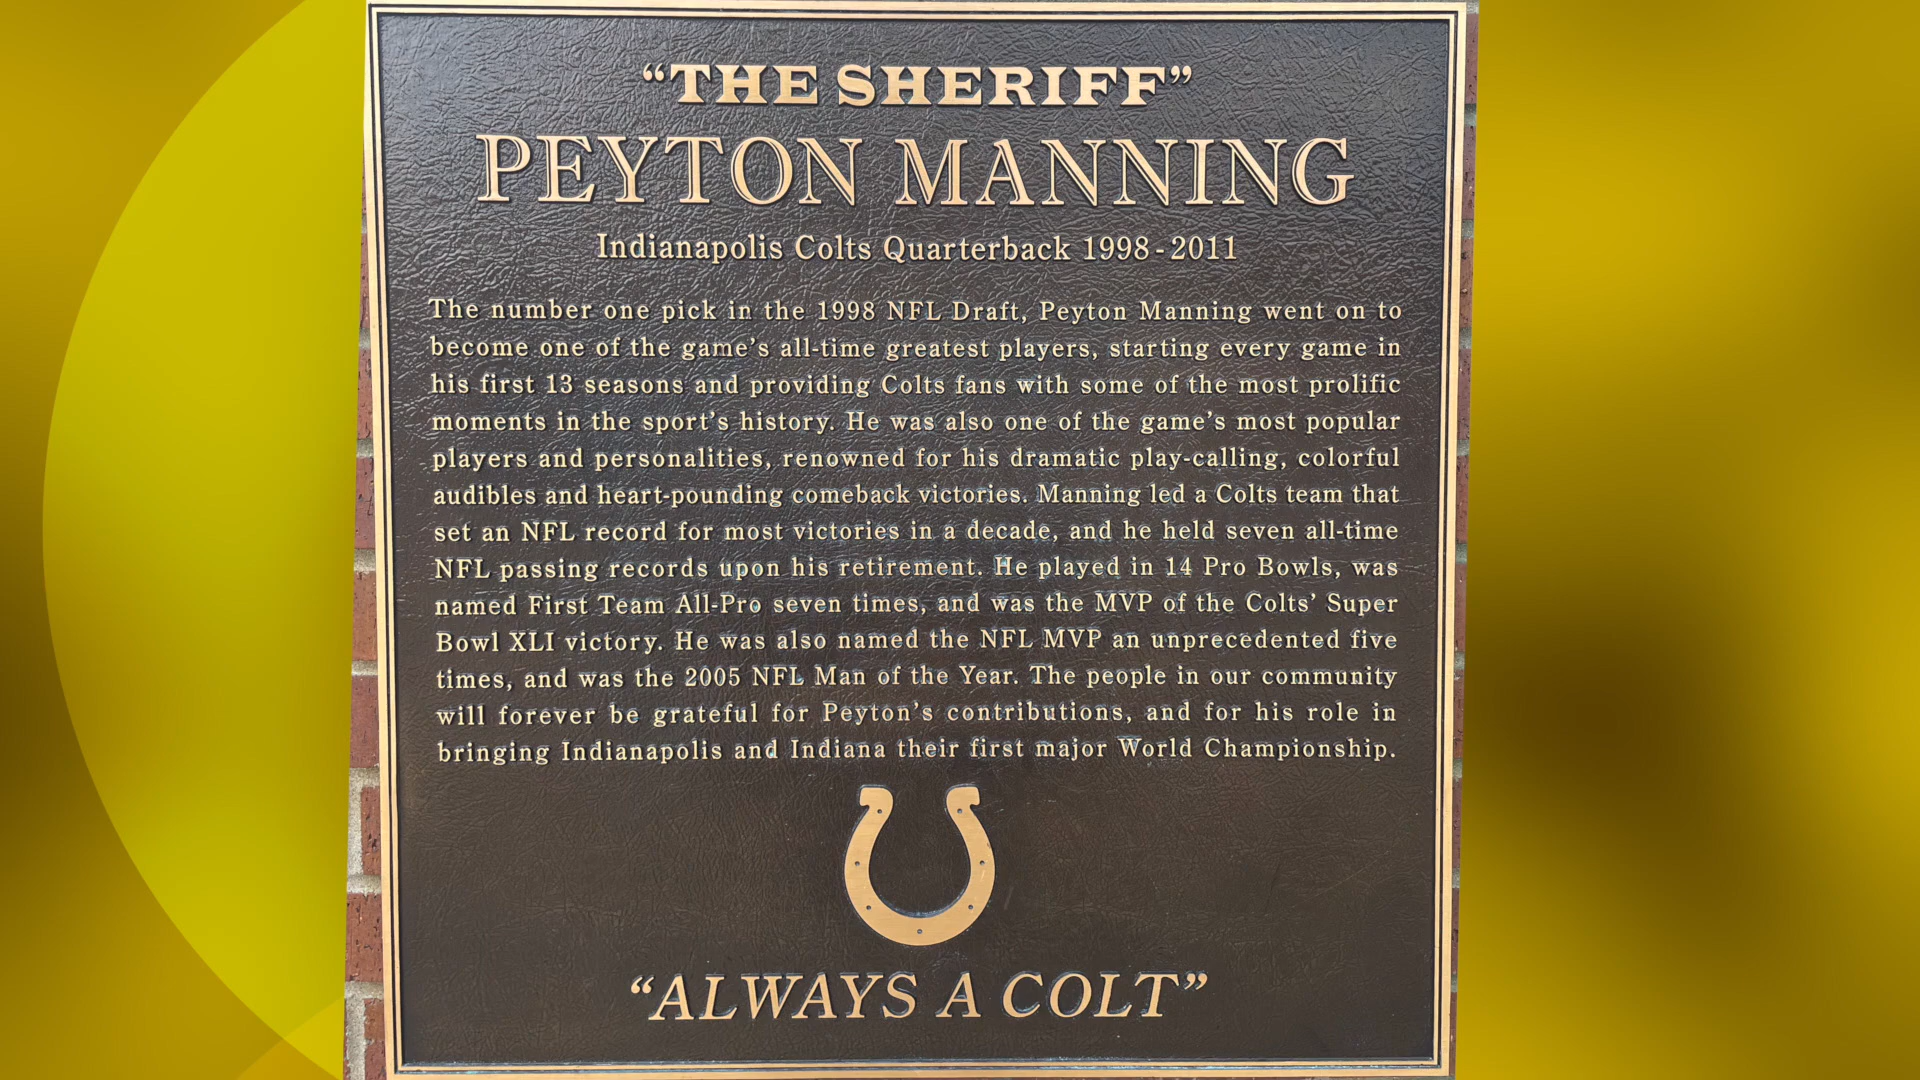 “THE SHERIFF”
PEYTON MANNING
Indianapolis Colts Quarterback 1998-2011
The number one pick in the 1998 NFL Draft, Peyton Manning went on to
become one of the game’s all-time greatest players, starting every game in
his first 13 seasons and providing Colts fans with some of the most prolific
moments in the sport’s history. He was also one of the game’s most popular
players and personalities, renowned for his dramatic play-calling, colorful
audibles and heart-pounding comeback victories. Manning led a Colts team that
set an NFL record for most victories in a decade, and he held seven all-time
NFL passing records upon his retirement. He played in 14 Pro Bowls, was
named First Team All-Pro seven times, and was the MVP of the Colts’ Super
Bowl XLI victory. He was also named the NFL MVP an unprecedented five
times, and was the 2005 NFL Man of the Year. The people in our community
will forever be grateful for Peyton’s contributions, and for his role in
bringing Indianapolis and Indiana their first major World Championship.
“ALWAYS A COLT”